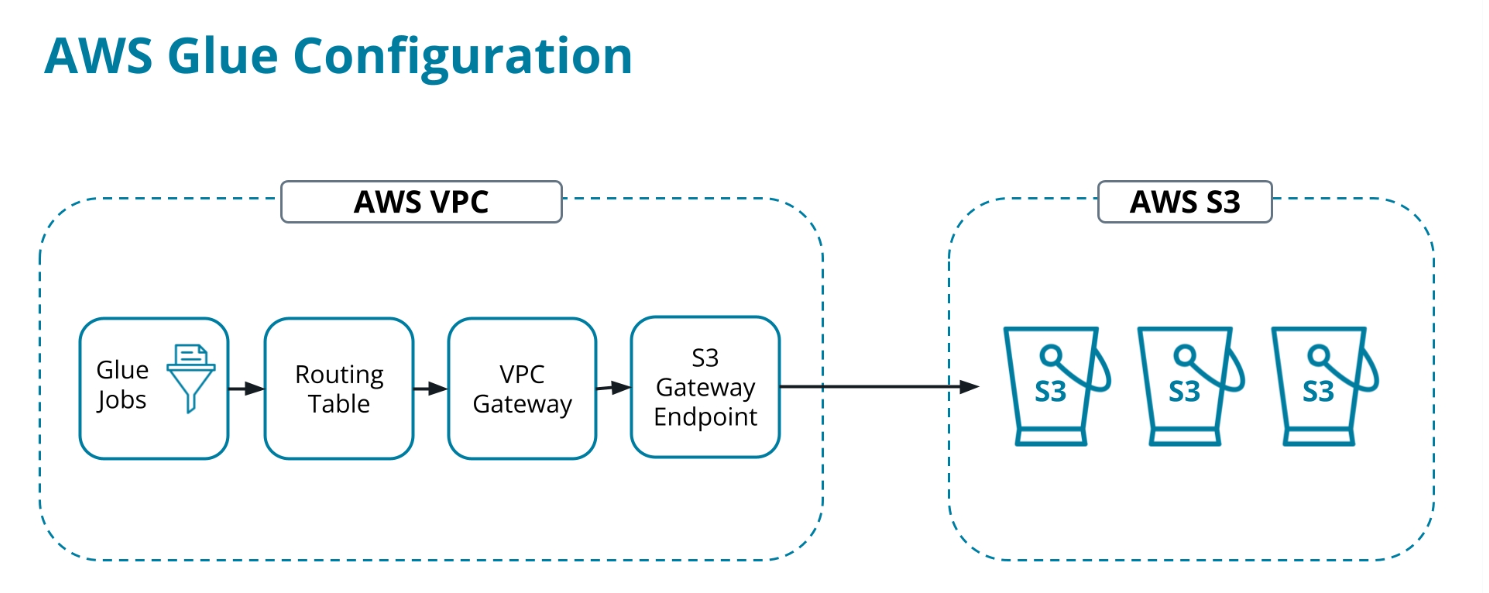 AWS Glue Configuration
AWS VPC
AWS S3
Glue
Jobs
Routing
Table
VPC
Gateway
S3
Gateway
Endpoint
S3
S3
S3